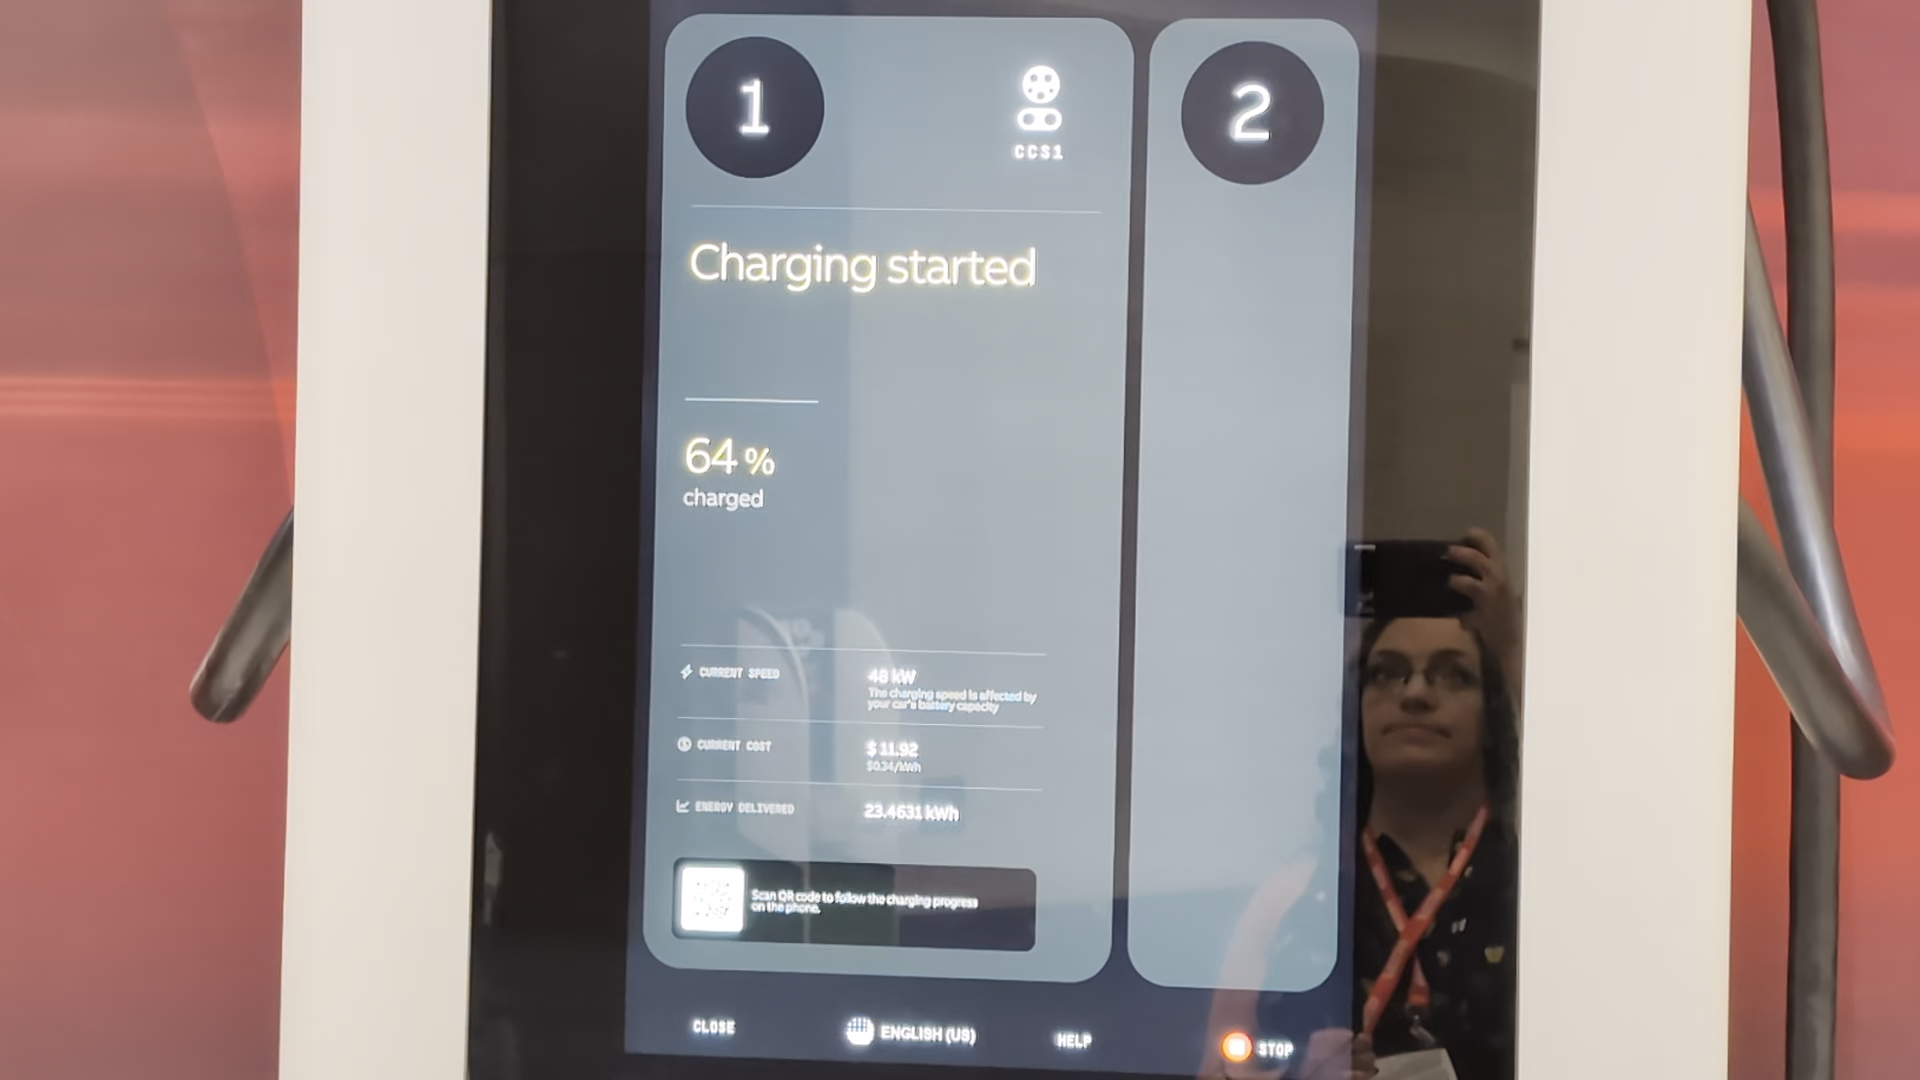 1
CCS1
2
Charging started
64 %
charged
CURRENT SPEED
48 kW
The charging speed is affected by
your car's battery capacity
CURRENT COST
$ 11.92
$0.34/kWh
ENERGY DELIVERED
23.4631 kWh
Scan QR code to follow the charging progress
on the phone.
CLOSE
ENGLISH (US)
HELP
STOP